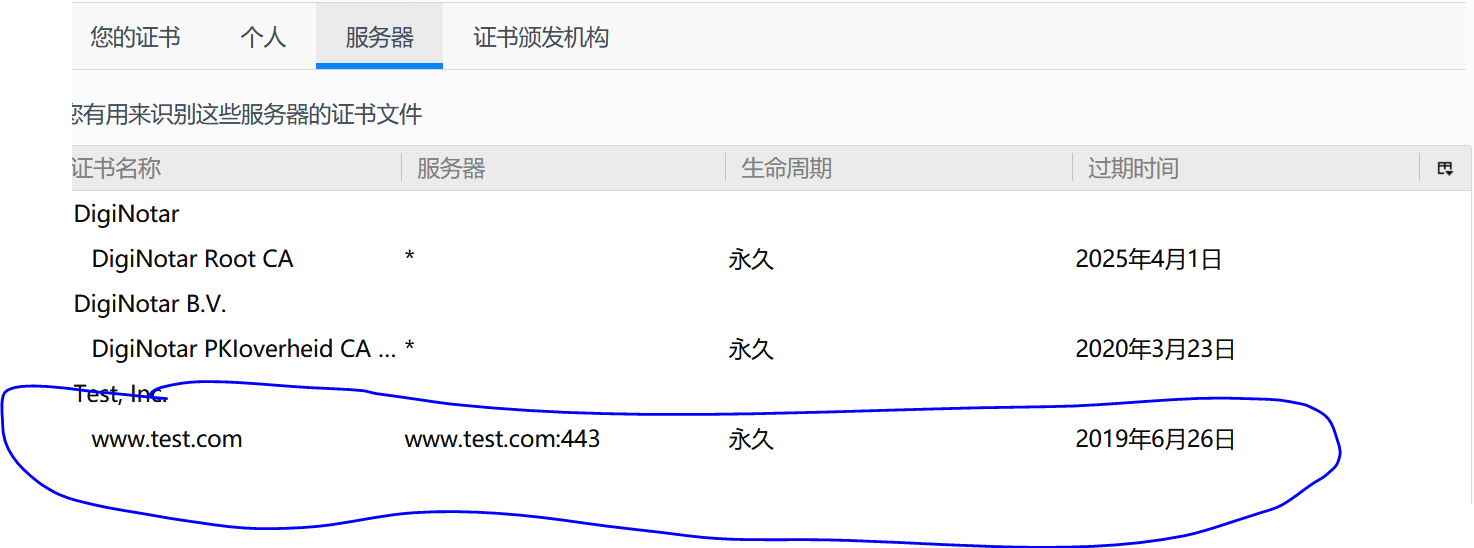 您的证书 个人 服务器 证书颁发机构
您有用来识别这些服务器的证书文件
证书名称 服务器 生命周期 过期时间
DigiNotar
DigiNotar Root CA * 永久 2025年4月1日
DigiNotar B.V.
DigiNotar PKIoverheid CA ... * 永久 2020年3月23日
Test, Inc.
www.test.com www.test.com:443 永久 2019年6月26日